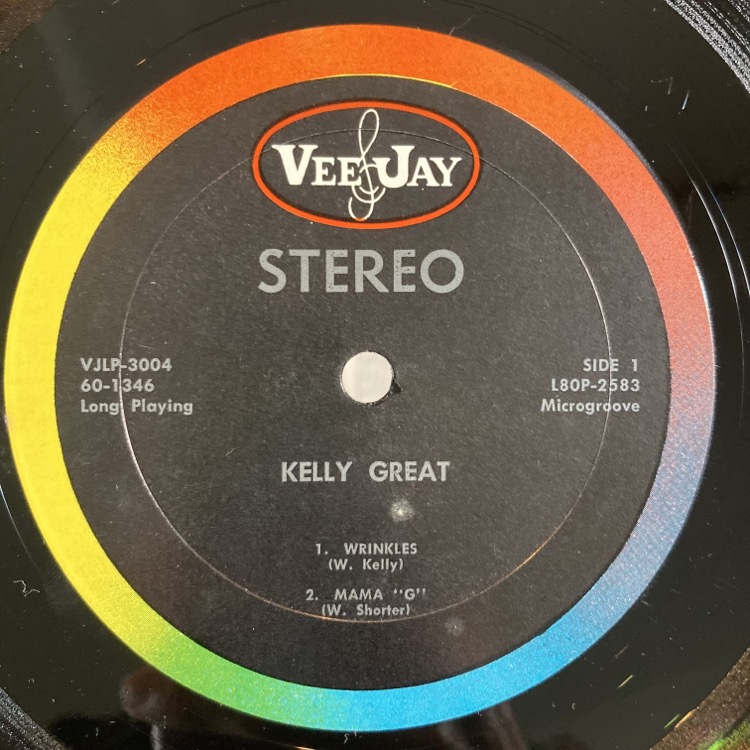 VEE JAY
STEREO
VJLP-3004
60-1346
Long Playing
SIDE 1
L80P-2583
Microgroove
KELLY GREAT
1. WRINKLES
(W. Kelly)
2. MAMA "G"
(W. Shorter)